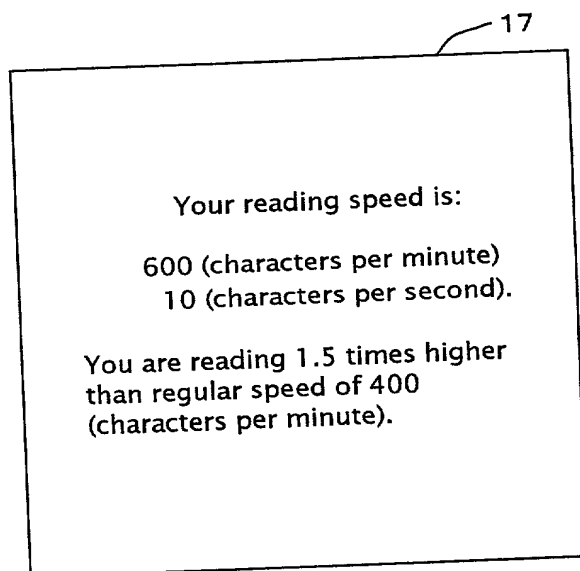 17
Your reading speed is:
600 (characters per minute)
10 (characters per second).
You are reading 1.5 times higher
than regular speed of 400
(characters per minute).